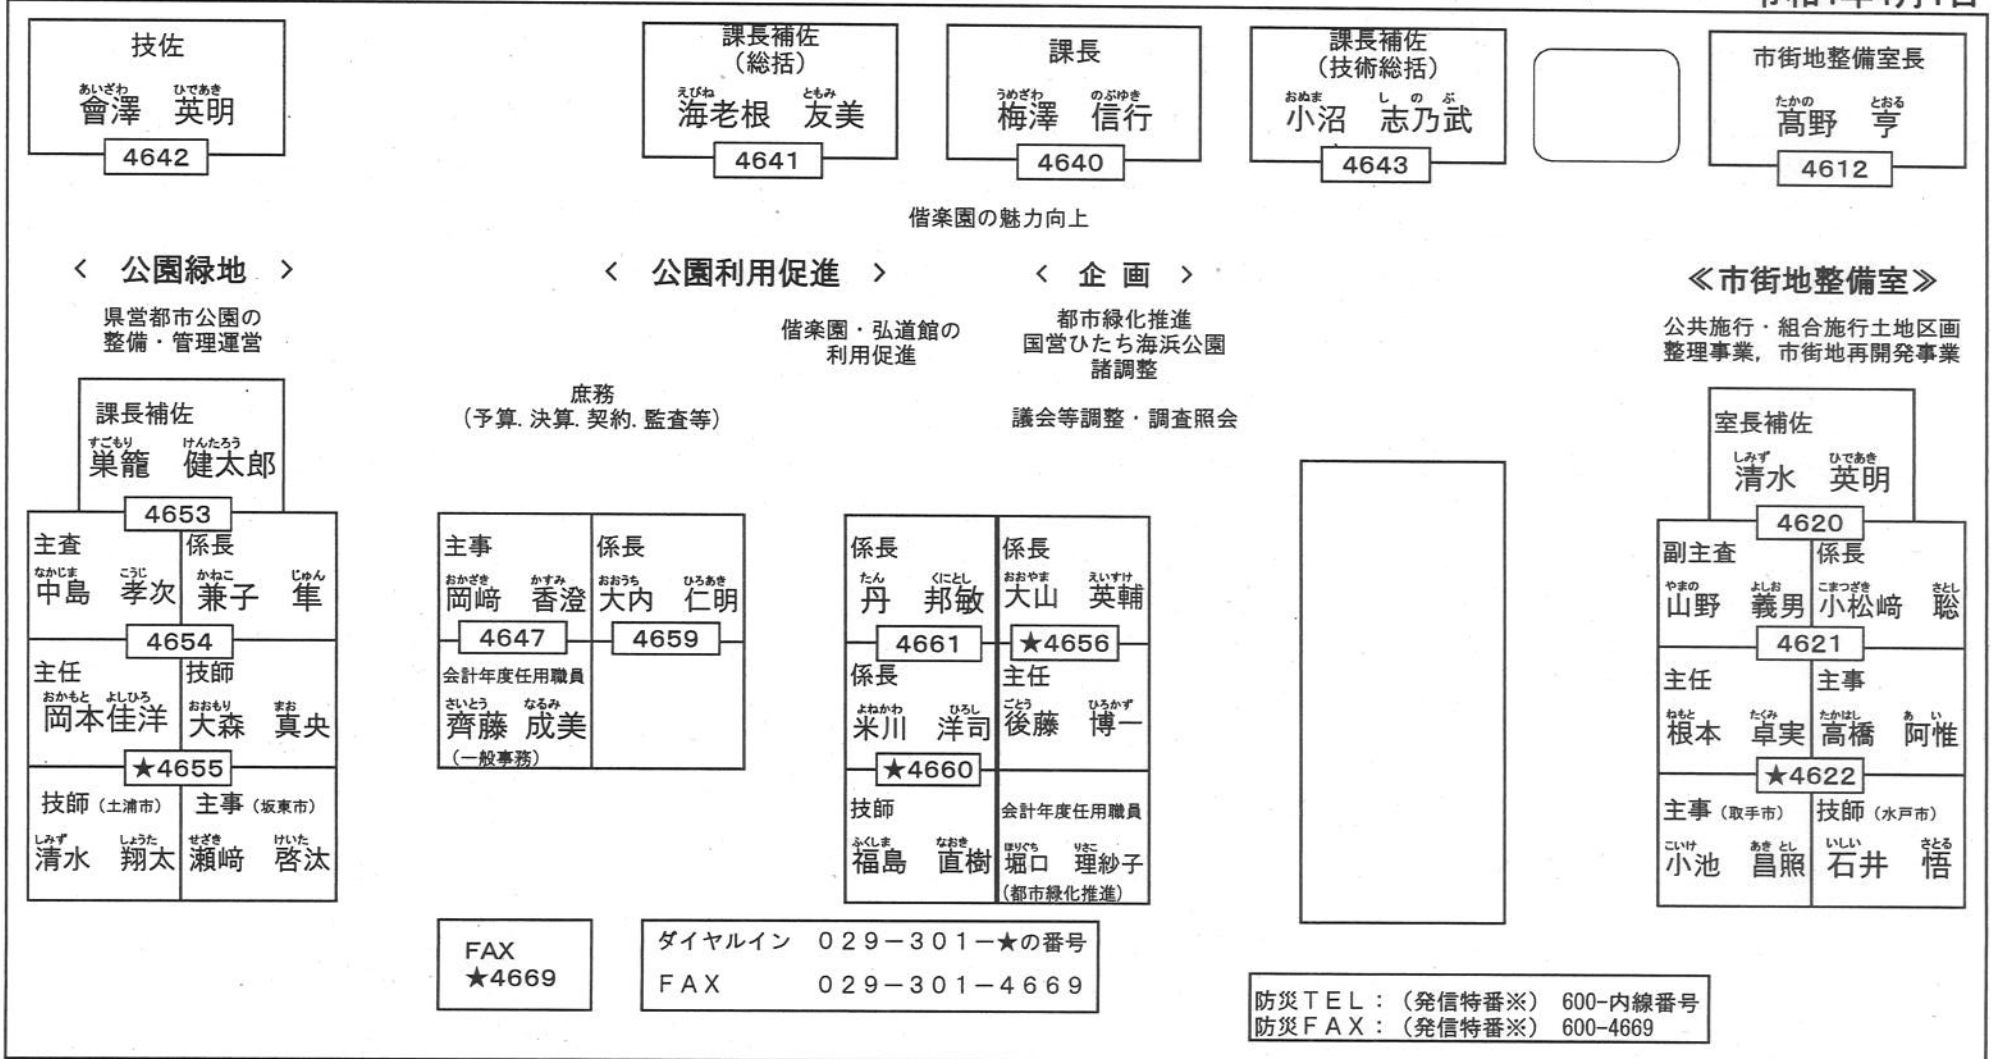 技佐
あいざわ ひであき
會澤 英明
4642
課長補佐
(総括)
えびね ともみ
海老根 友美
4641
課長
うめざわ のぶゆき
梅澤 信行
4640
課長補佐
(技術総括)
おぬま しのぶ
小沼 志乃武
4643
市街地整備室長
たかの とおる
髙野 亨
4612
偕楽園の魅力向上
< 公園緑地 >
県営都市公園の
整備・管理運営
課長補佐
すごもり けんたろう
巣籠 健太郎
4653
主査
なかじま こうじ
中島 孝次
係長
かねこ じゅん
兼子 隼
4654
主任
おかもと よしひろ
岡本佳洋
技師
おおもり まお
大森 真央
★4655
技師(土浦市)
しみず しょうた
清水 翔太
主事(坂東市)
せざき けいた
瀬﨑 啓汰
< 公園利用促進 >
偕楽園・弘道館の
利用促進
庶務
(予算.決算.契約.監査等)
主事
おかざき かすみ
岡﨑 香澄
4647
係長
おおうち ひろあき
大内 仁明
4659
会計年度任用職員
さいとう なるみ
齊藤 成美
(一般事務)
< 企画 >
都市緑化推進
国営ひたち海浜公園
諸調整
議会等調整・調査照会
係長
たん くにとし
丹 邦敏
4661
係長
おおやま えいすけ
大山 英輔
★4656
係長
よねかわ ひろし
米川 洋司
★4660
主任
ごとう ひろかず
後藤 博一
技師
ふくしま なおき
福島 直樹
会計年度任用職員
ほりぐち りさこ
堀口 理紗子
(都市緑化推進)
≪市街地整備室≫
公共施行・組合施行土地区画
整理事業，市街地再開発事業
室長補佐
しみず ひであき
清水 英明
4620
副主査
やまの よしお
山野 義男
係長
こまつざき さとし
小松﨑 聡
4621
主任
ねもと たくみ
根本 卓実
主事
たかはし あい
高橋 阿惟
★4622
主事(取手市)
こいけ あきとし
小池 昌照
技師(水戸市)
いしい さとる
石井 悟
FAX
★4669
ダイヤルイン 029-301-★の番号
FAX 029-301-4669
防災TEL：(発信特番※) 600-内線番号
防災FAX：(発信特番※) 600-4669